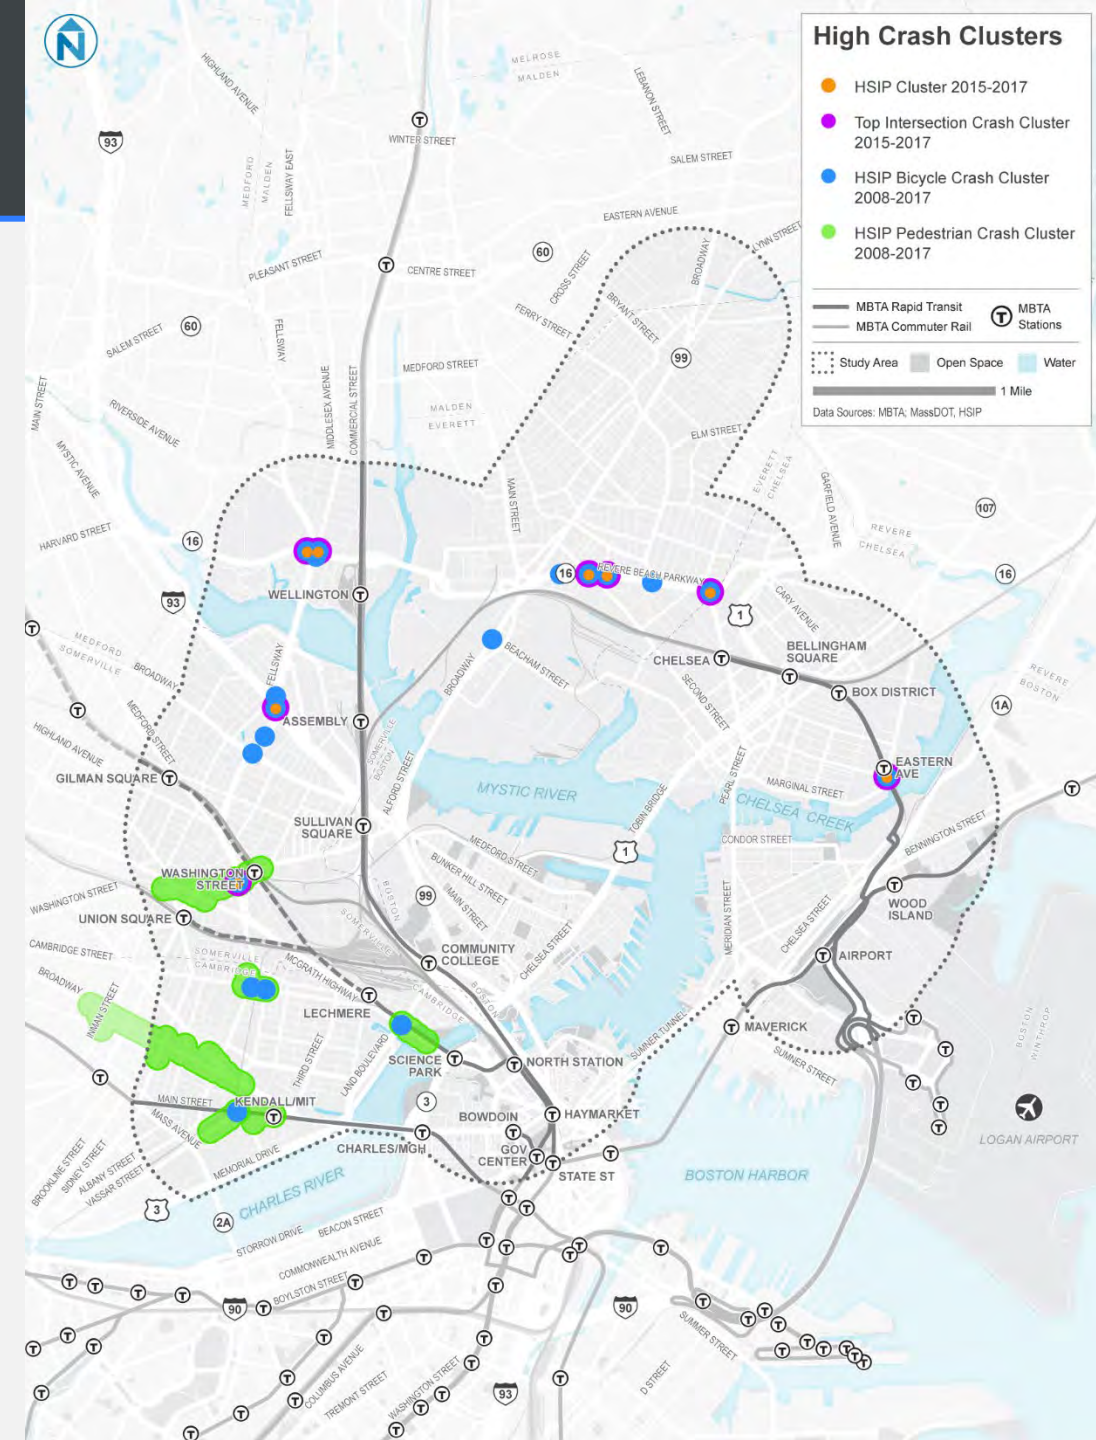 N
High Crash Clusters
HSIP Cluster 2015-2017
Top Intersection Crash Cluster
2015-2017
HSIP Bicycle Crash Cluster
2008-2017
HSIP Pedestrian Crash Cluster
2008-2017
MBTA Rapid Transit
MBTA Commuter Rail
T
MBTA
Stations
Study Area
Open Space
Water
1 Mile
Data Sources: MBTA; MassDOT, HSIP
HIGHLAND AVENUE
MELROSE
MALDEN
LEBANON STREET
93
WINTER STREET
SALEM STREET
MEDFORD
MALDEN
FELLSWAY EAST
EASTERN AVENUE
LYNN STREET
BROADWAY
60
CROSS STREET
PLEASANT STREET
CENTRE STREET
FERRY STREET
BRYANT STREET
60
SALEM STREET
FELLSWAY
99
MEDFORD STREET
MIDDLESEX AVENUE
COMMERCIAL STREET
MAIN STREET
RIVERSIDE AVENUE
MALDEN
EVERETT
ELM STREET
MYSTIC AVENUE
MAIN STREET
EVERETT
CHELSEA
GARFIELD AVENUE
107
HARVARD STREET
16
REVERE
CHELSEA
16
REVERE BEACH PARKWAY
16
WELLINGTON
93
1
CARY AVENUE
MEDFORD
SOMERVILLE
BROADWAY
FELLSWAY
BROADWAY
BEACHAM STREET
CHELSEA
BELLINGHAM
SQUARE
BOX DISTRICT
REVERE
BOSTON
SECOND STREET
1A
MEDFORD STREET
HIGHLAND AVENUE
ASSEMBLY
SOMERVILLE
BOSTON
GILMAN SQUARE
ALFORD STREET
MYSTIC RIVER
PEARL STREET
MARGINAL STREET
EASTERN
AVE
CHELSEA CREEK
TOBIN BRIDGE
SULLIVAN
SQUARE
MEDFORD STREET
CONDOR STREET
BENNINGTON STREET
1
BUNKER HILL STREET
MAIN STREET
WASHINGTON
STREET
WASHINGTON STREET
99
BOSTON
SOMERVILLE
WOOD
ISLAND
UNION SQUARE
MERIDIAN STREET
CHELSEA STREET
CAMBRIDGE STREET
SOMERVILLE
CAMBRIDGE
COMMUNITY
COLLEGE
CHELSEA STREET
AIRPORT
BROADWAY
INMAN STREET
MCGRATH HIGHWAY
CAMBRIDGE
BOSTON
LECHMERE
THIRD STREET
LAND BOULEVARD
SCIENCE
PARK
NORTH STATION
SUMNER TUNNEL
MAVERICK
SUMNER STREET
BOSTON
WINTHROP
KENDALL/MIT
MAIN STREET
MASS AVENUE
3
BOWDOIN
HAYMARKET
CHARLES/MGH
GOV
CENTER
STATE ST
LOGAN AIRPORT
BROOKLINE STREET
SIDNEY STREET
ALBANY STREET
VASSAR STREET
MEMORIAL DRIVE
CHARLES RIVER
BOSTON HARBOR
3
2A
STORROW DRIVE
BEACON STREET
COMMONWEALTH AVENUE
BOYLSTON STREET
90
90
SUMMER STREET
COLUMBUS AVENUE
TREMONT STREET
WASHINGTON STREET
93
D STREET